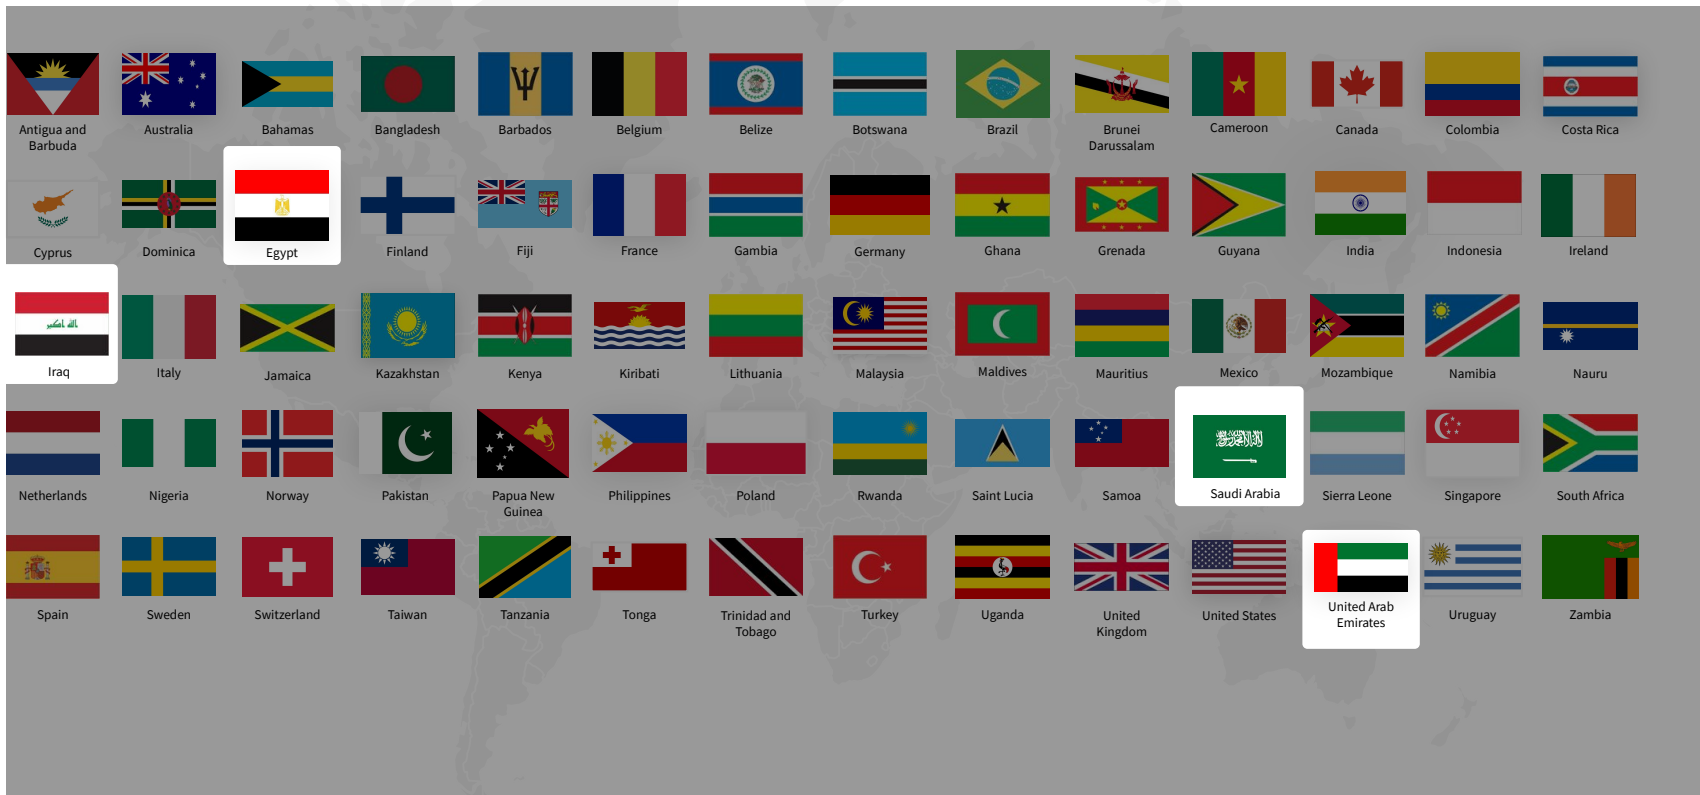 Antigua and
Barbuda
Australia
Bahamas
Bangladesh
Barbados
Belgium
Belize
Botswana
Brazil
Brunei
Darussalam
Cameroon
Canada
Colombia
Costa Rica
Cyprus
Dominica
Egypt
Finland
Fiji
France
Gambia
Germany
Ghana
Grenada
Guyana
India
Indonesia
Ireland
الله اكبر
Iraq
Italy
Jamaica
Kazakhstan
Kenya
Kiribati
Lithuania
Malaysia
Maldives
Mauritius
Mexico
Mozambique
Namibia
Nauru
Netherlands
Nigeria
Norway
Pakistan
Papua New
Guinea
Philippines
Poland
Rwanda
Saint Lucia
Samoa
Saudi Arabia
Sierra Leone
Singapore
South Africa
Spain
Sweden
Switzerland
Taiwan
Tanzania
Tonga
Trinidad and
Tobago
Turkey
Uganda
United
Kingdom
United States
United Arab
Emirates
Uruguay
Zambia